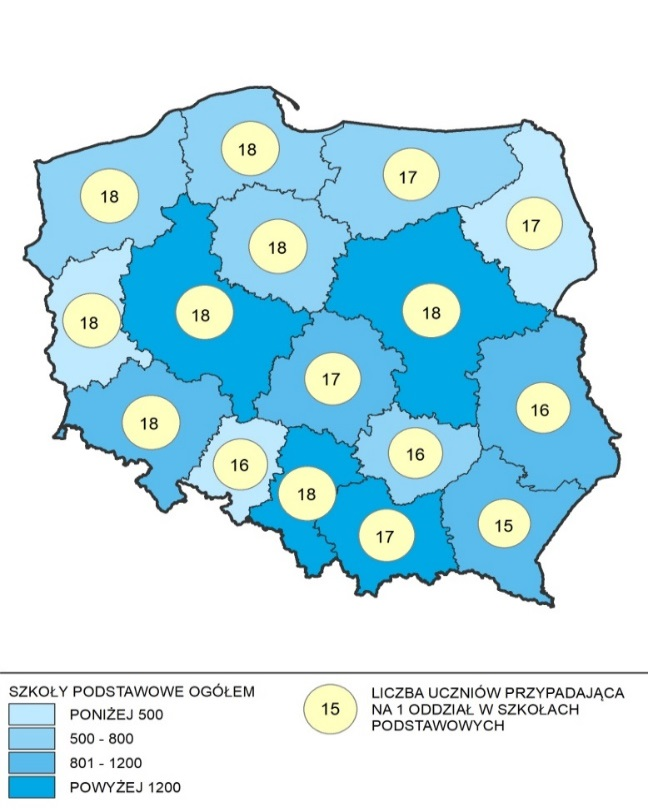 18
18
17
17
18
18
18
18
17
18
16
16
16
18
15
17
SZKOŁY PODSTAWOWE OGÓŁEM
PONIŻEJ 500
500 - 800
801 - 1200
POWYŻEJ 1200
15
LICZBA UCZNIÓW PRZYPADAJĄCA
NA 1 ODDZIAŁ W SZKOŁACH
PODSTAWOWYCH